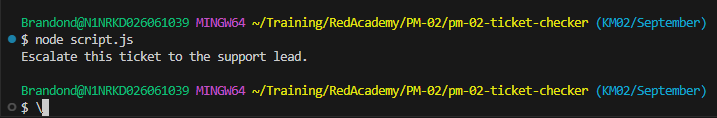 Brandond@N1NRKD026061039 MINGW64 ~/Training/RedAcademy/PM-02/pm-02-ticket-checker (KM02/September)
$ node script.js
Escalate this ticket to the support lead.
Brandond@N1NRKD026061039 MINGW64 ~/Training/RedAcademy/PM-02/pm-02-ticket-checker (KM02/September)
$ \